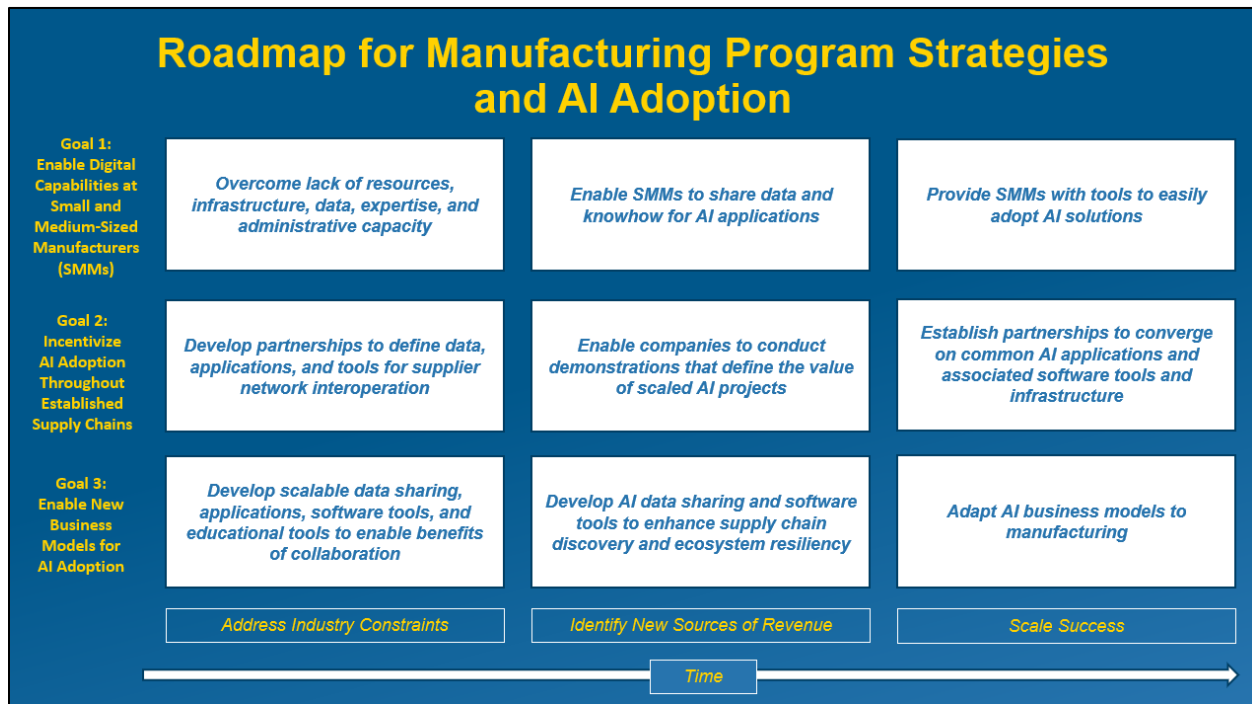 Roadmap for Manufacturing Program Strategies
and AI Adoption
Goal 1:
Enable Digital
Capabilities at
Small and
Medium-Sized
Manufacturers
(SMMs)
Overcome lack of resources,
infrastructure, data, expertise, and
administrative capacity
Enable SMMs to share data and
knowhow for AI applications
Provide SMMs with tools to easily
adopt AI solutions
Goal 2:
Incentivize
AI Adoption
Throughout
Established
Supply Chains
Develop partnerships to define data,
applications, and tools for supplier
network interoperation
Enable companies to conduct
demonstrations that define the value
of scaled AI projects
Establish partnerships to converge
on common AI applications and
associated software tools and
infrastructure
Goal 3:
Enable New
Business
Models for
AI Adoption
Develop scalable data sharing,
applications, software tools, and
educational tools to enable benefits
of collaboration
Develop AI data sharing and software
tools to enhance supply chain
discovery and ecosystem resiliency
Adapt AI business models to
manufacturing
Address Industry Constraints
Identify New Sources of Revenue
Scale Success
Time